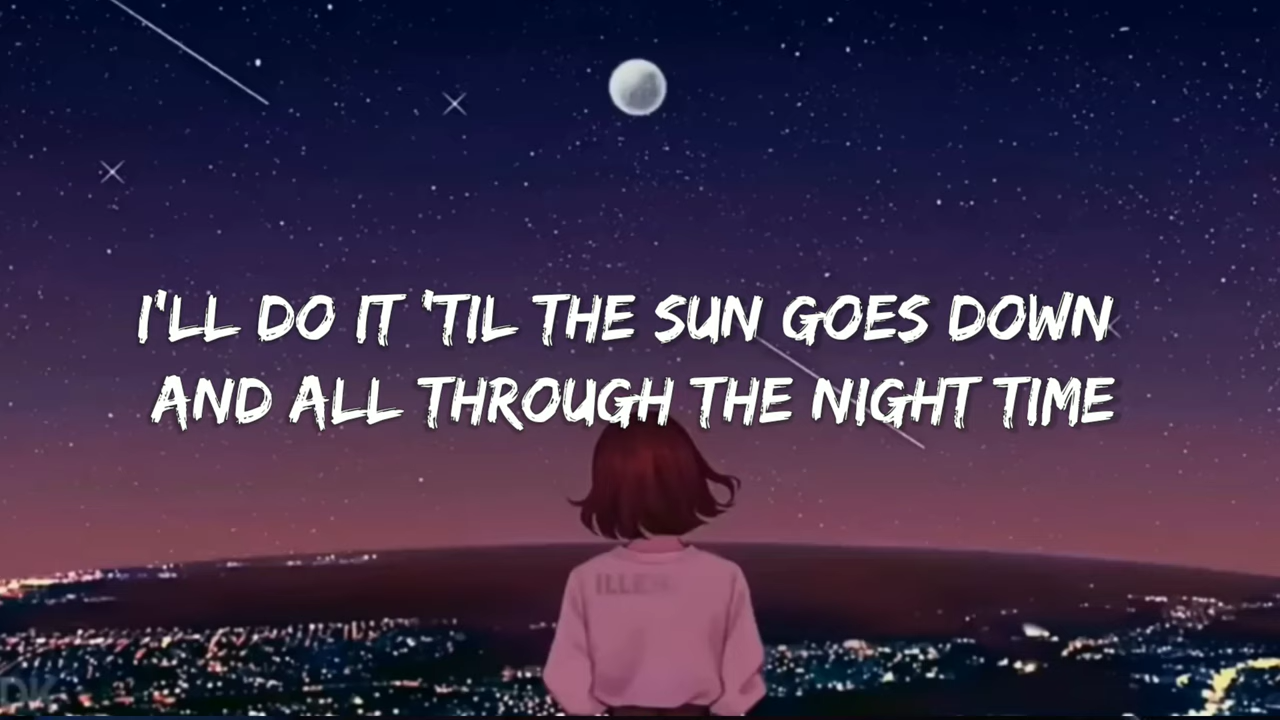 I'LL DO IT 'TIL THE SUN GOES DOWN
AND ALL THROUGH THE NIGHT TIME